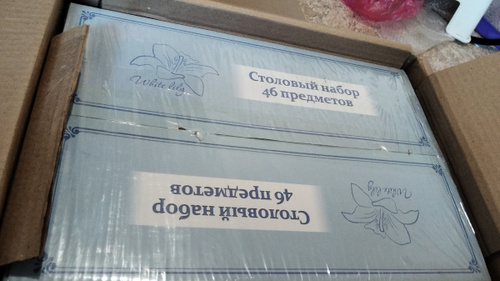 Столовый набор
46 предметов
White lily
Столовый набор
46 предметов
White lily